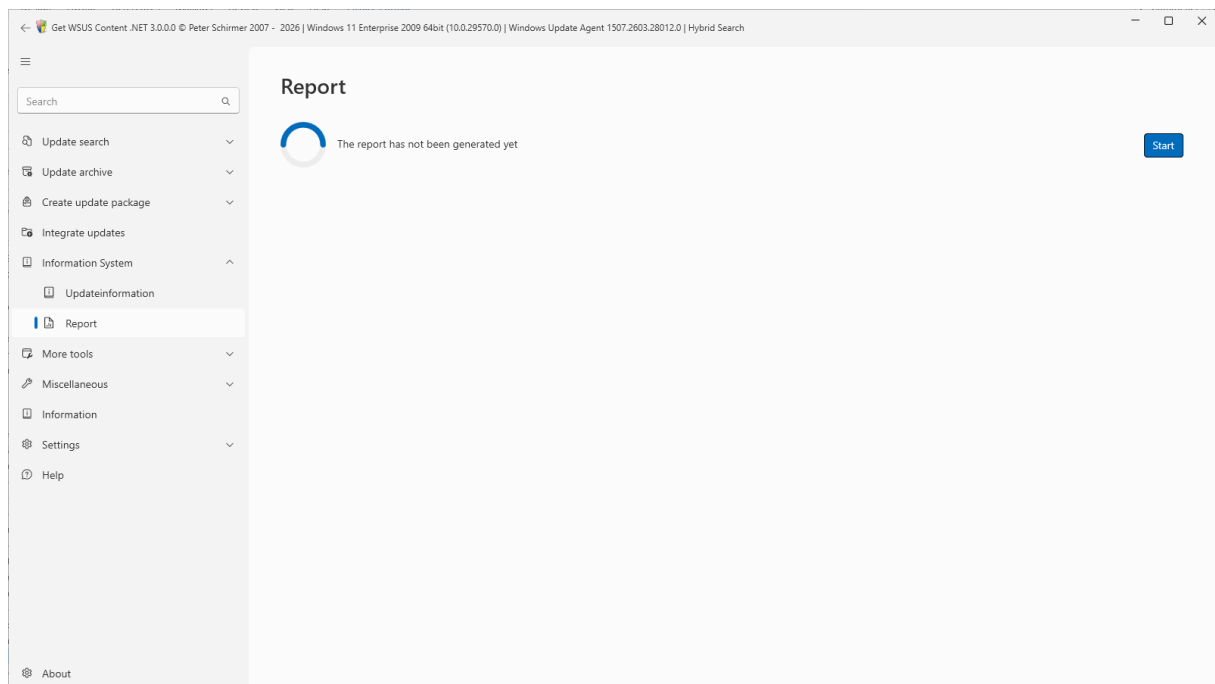 Get WSUS Content .NET 3.0.0.0 © Peter Schirmer 2007 - 2026 | Windows 11 Enterprise 2009 64bit (10.0.29570.0) | Windows Update Agent 1507.2603.28012.0 | Hybrid Search
Report
Search
Update search
The report has not been generated yet
Start
Update archive
Create update package
Integrate updates
Information System
Updateinformation
Report
More tools
Miscellaneous
Information
Settings
Help
About